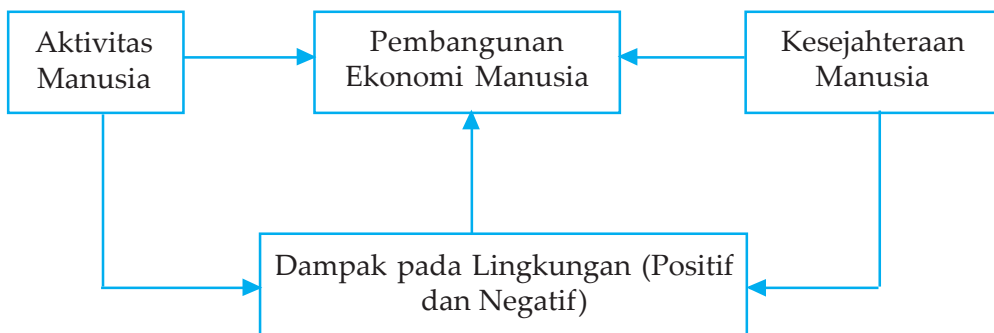 Aktivitas
Manusia
Pembangunan
Ekonomi Manusia
Kesejahteraan
Manusia
Dampak pada Lingkungan (Positif
dan Negatif)